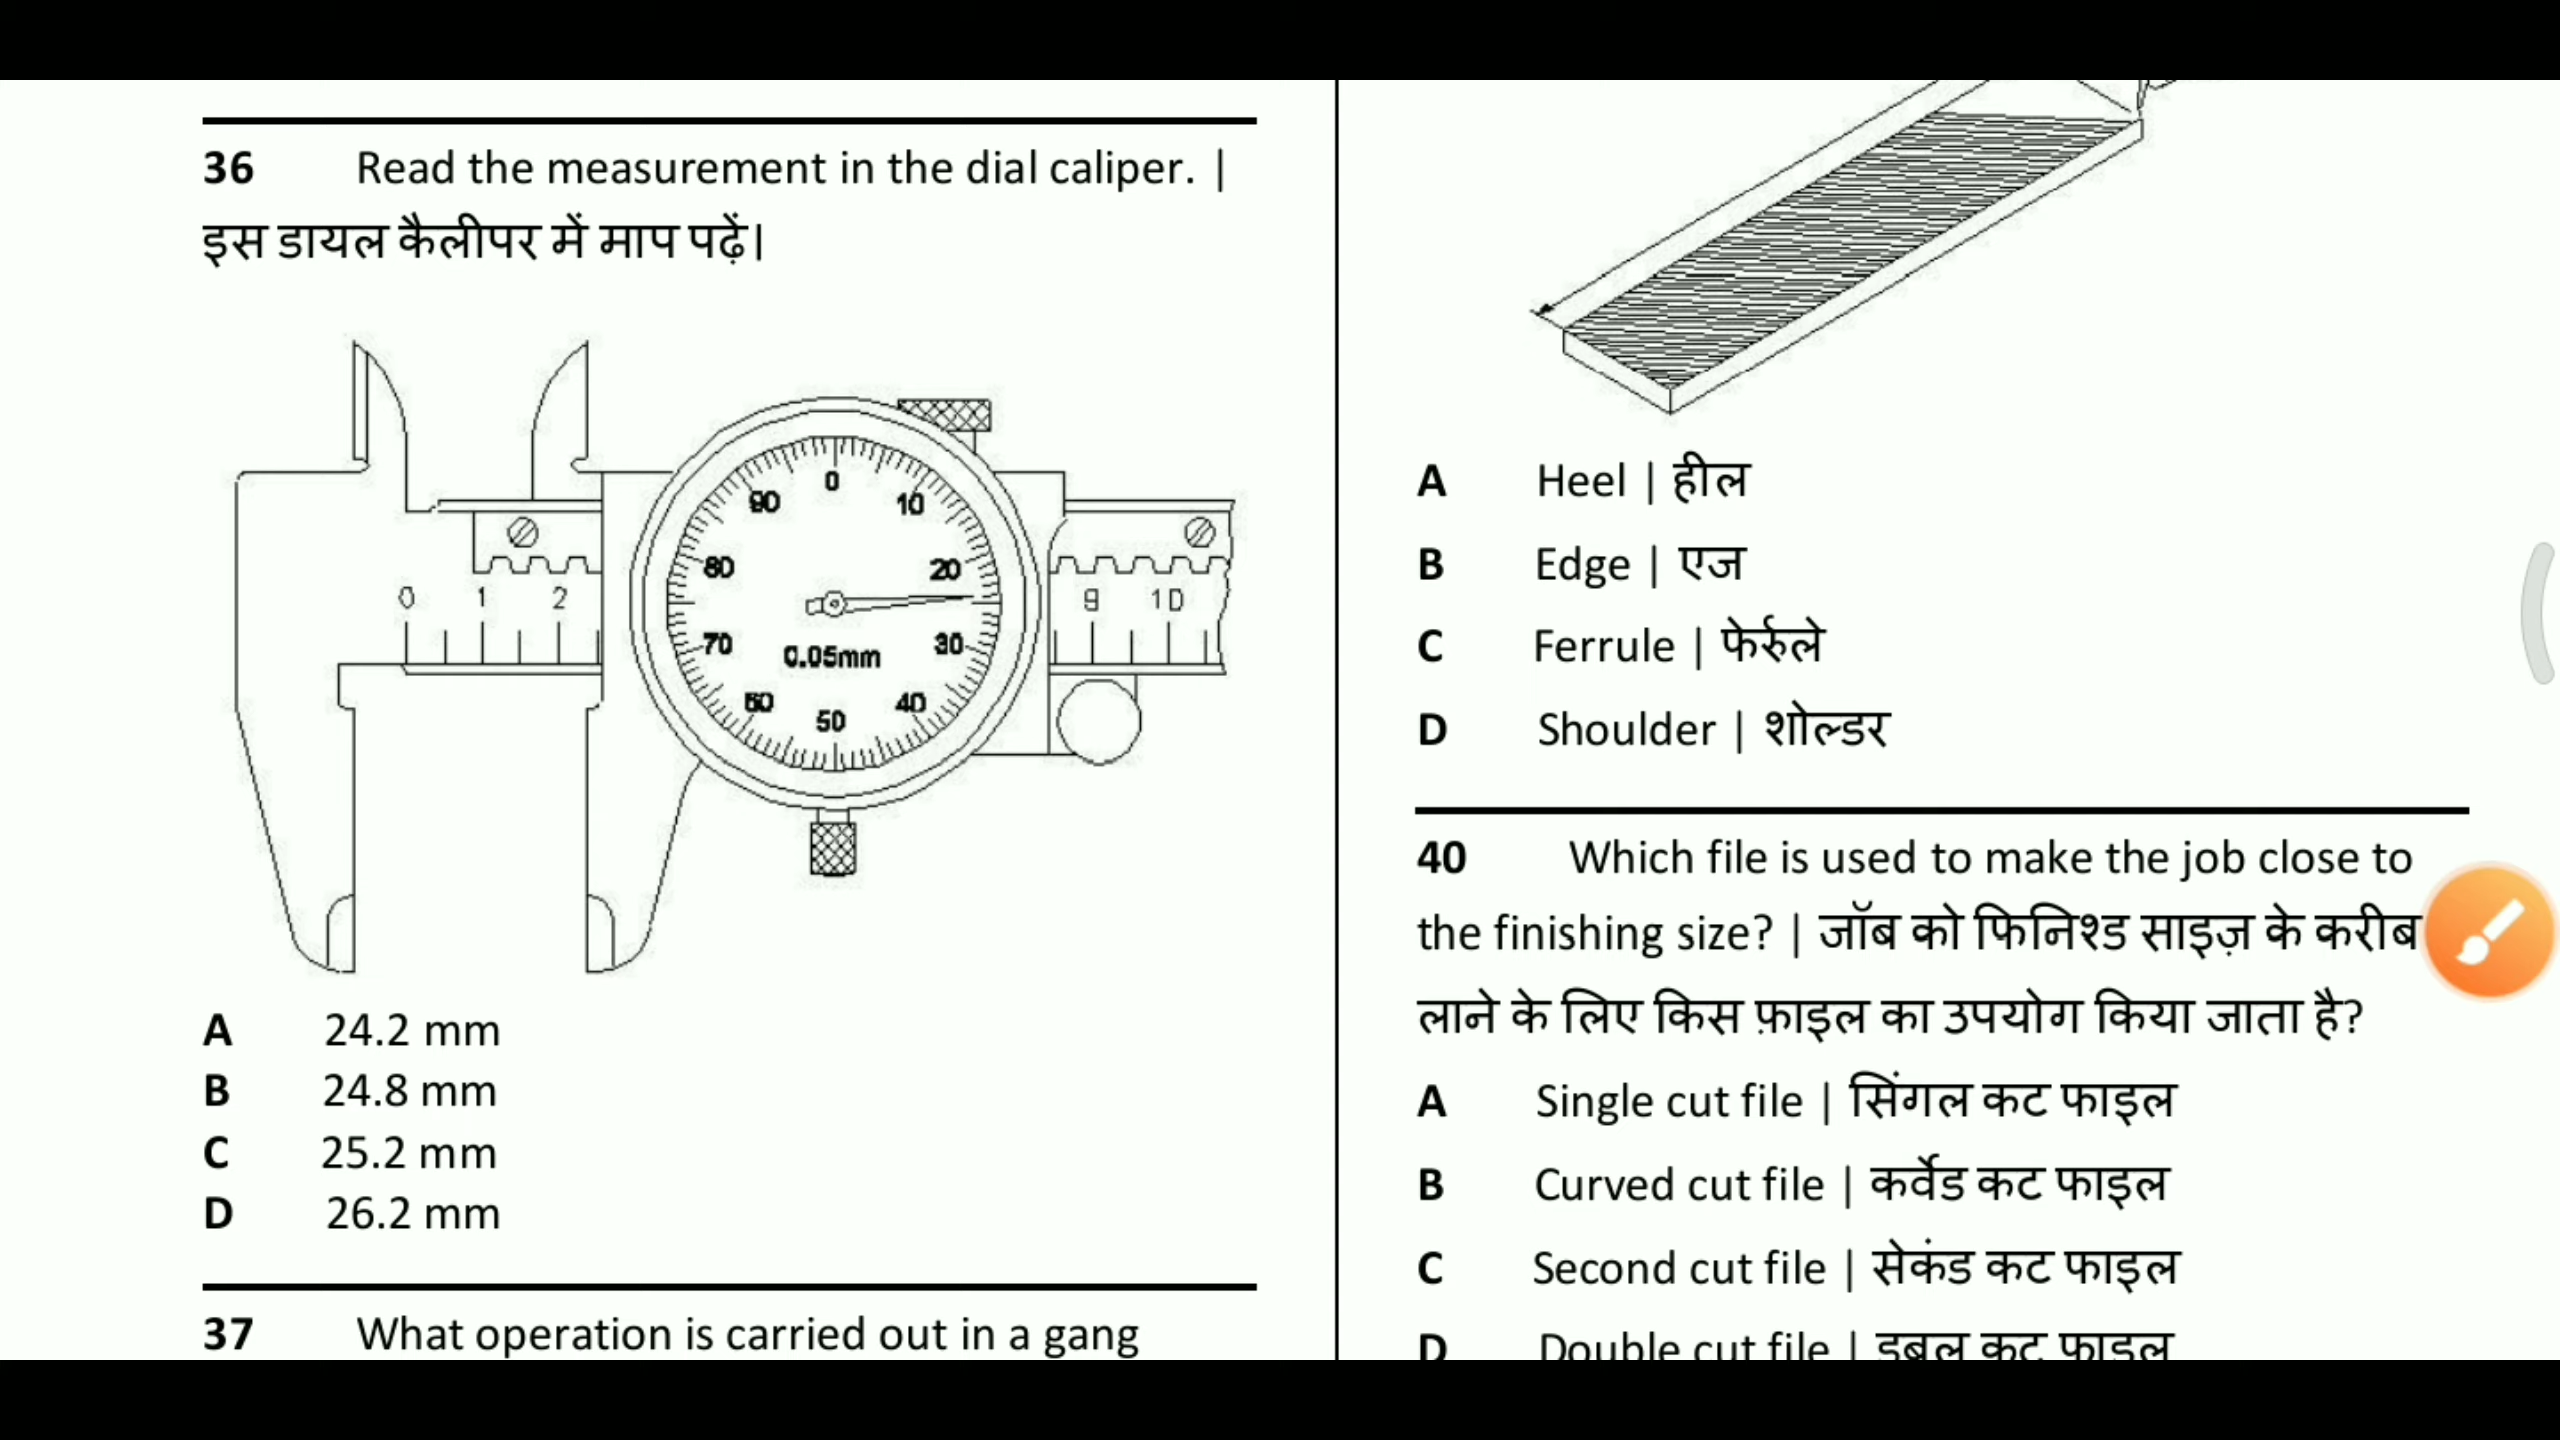 36 Read the measurement in the dial caliper. |
इस डायल कैलीपर में माप पढ़ें।
0
90 10
80 20
0 1 2 9 10
70 0.05mm 30
60 40
50
A 24.2 mm
B 24.8 mm
C 25.2 mm
D 26.2 mm
37 What operation is carried out in a gang
A Heel | हील
B Edge | एज
C Ferrule | फेर्रुले
D Shoulder | शोल्डर
40 Which file is used to make the job close to
the finishing size? | जॉब को फिनिश्ड साइज़ के करीब
लाने के लिए किस फ़ाइल का उपयोग किया जाता है?
A Single cut file | सिंगल कट फाइल
B Curved cut file | कर्वेड कट फाइल
C Second cut file | सेकंड कट फाइल
D Double cut file | डबल कट फाइल